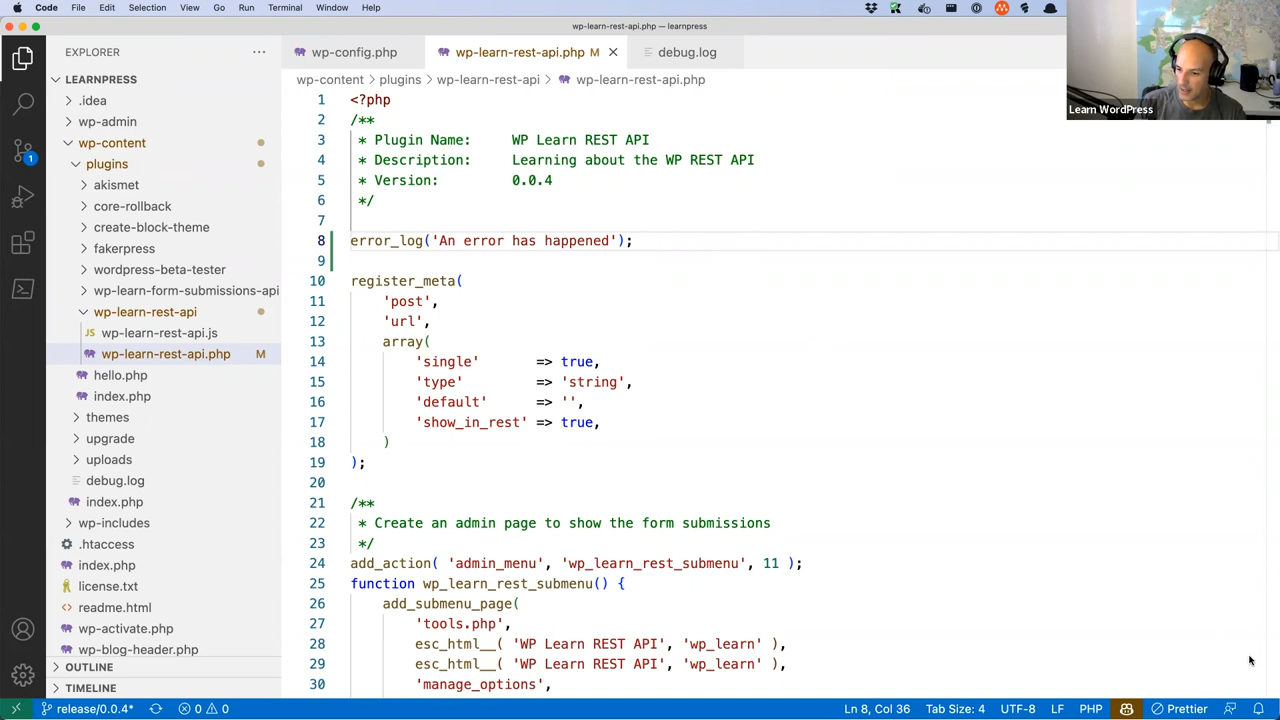 Code File Edit Selection View Go Run Terminal Window Help
wp-learn-rest-api.php — learnpress
EXPLORER
wp-config.php
wp-learn-rest-api.php M
debug.log
LEARNPRESS
wp-content
plugins
wp-learn-rest-api
wp-learn-rest-api.php
Learn WordPress
.idea
wp-admin
wp-content
plugins
akismet
core-rollback
create-block-theme
fakerpress
wordpress-beta-tester
wp-learn-form-submissions-api
wp-learn-rest-api
JS wp-learn-rest-api.js
wp-learn-rest-api.php M
hello.php
index.php
themes
upgrade
uploads
debug.log
index.php
wp-includes
.htaccess
index.php
license.txt
readme.html
wp-activate.php
wp-blog-header.php
OUTLINE
TIMELINE
1
1 <?php
2 /**
3 * Plugin Name: WP Learn REST API
4 * Description: Learning about the WP REST API
5 * Version: 0.0.4
6 */
7
8 error_log('An error has happened');
9
10 register_meta(
11 'post',
12 'url',
13 array(
14 'single' => true,
15 'type' => 'string',
16 'default' => '',
17 'show_in_rest' => true,
18 )
19 );
20
21 /**
22 * Create an admin page to show the form submissions
23 */
24 add_action( 'admin_menu', 'wp_learn_rest_submenu', 11 );
25 function wp_learn_rest_submenu() {
26 add_submenu_page(
27 'tools.php',
28 esc_html__( 'WP Learn REST API', 'wp_learn' ),
29 esc_html__( 'WP Learn REST API', 'wp_learn' ),
30 'manage_options',
release/0.0.4* 0 0 Ln 8, Col 36 Tab Size: 4 UTF-8 LF PHP Prettier